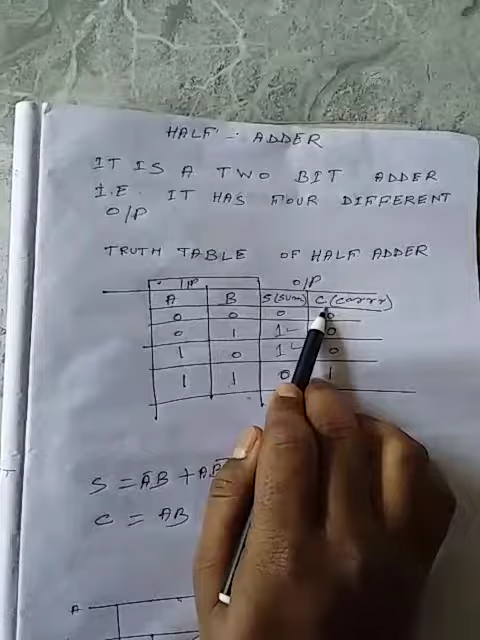 HALF - ADDER
IT IS A TWO BIT ADDER
I.E. IT HAS FOUR DIFFERENT
O/P
TRUTH TABLE OF HALF ADDER
I/P O/P
A B S(SUM) C(carry)
0 0 0 0
0 1 1 0
1 0 1 0
1 1 0 1
S = A̅B + AB̅
C = AB
A